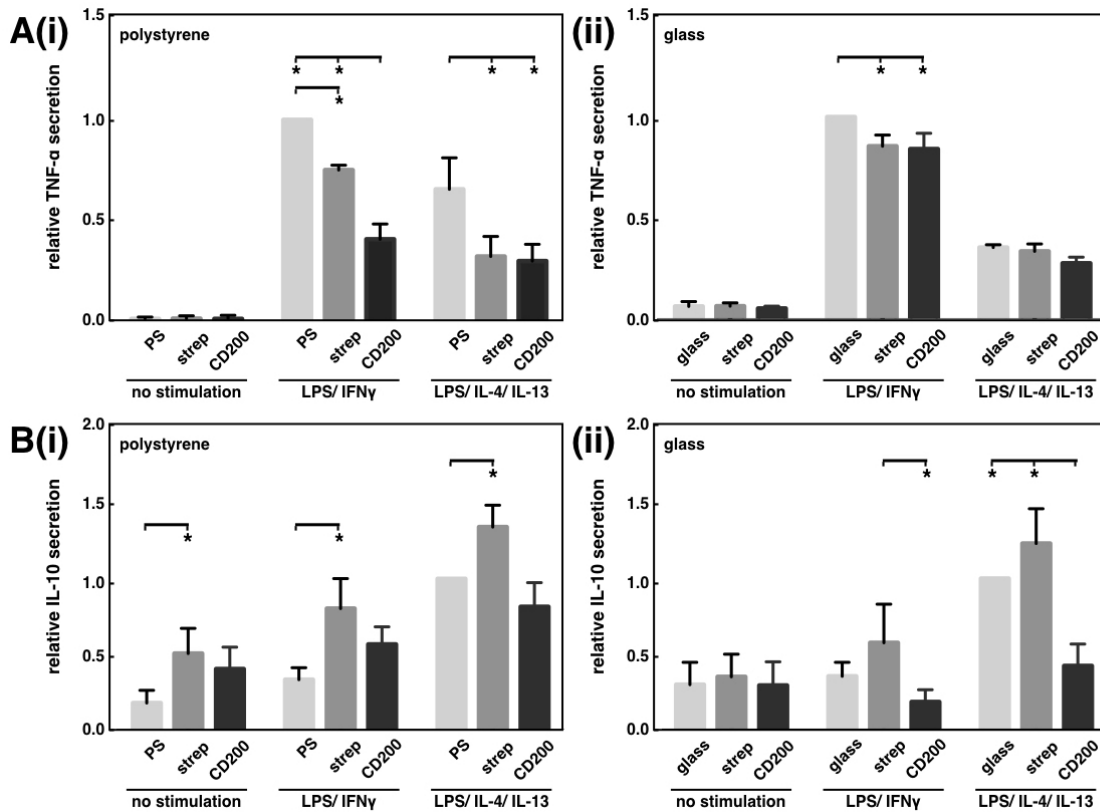 A(i)
polystyrene
relative TNF-α secretion
1.5
1.0
0.5
0.0
* * 
*
* *
PS strep CD200 PS strep CD200 PS strep CD200
no stimulation LPS/ IFNγ LPS/ IL-4/ IL-13
(ii)
glass
relative TNF-α secretion
1.5
1.0
0.5
0.0
* *
glass strep CD200 glass strep CD200 glass strep CD200
no stimulation LPS/ IFNγ LPS/ IL-4/ IL-13
B(i)
polystyrene
relative IL-10 secretion
2.0
1.5
1.0
0.5
0.0
*
*
*
PS strep CD200 PS strep CD200 PS strep CD200
no stimulation LPS/ IFNγ LPS/ IL-4/ IL-13
(ii)
glass
relative IL-10 secretion
2.0
1.5
1.0
0.5
0.0
*
* *
glass strep CD200 glass strep CD200 glass strep CD200
no stimulation LPS/ IFNγ LPS/ IL-4/ IL-13